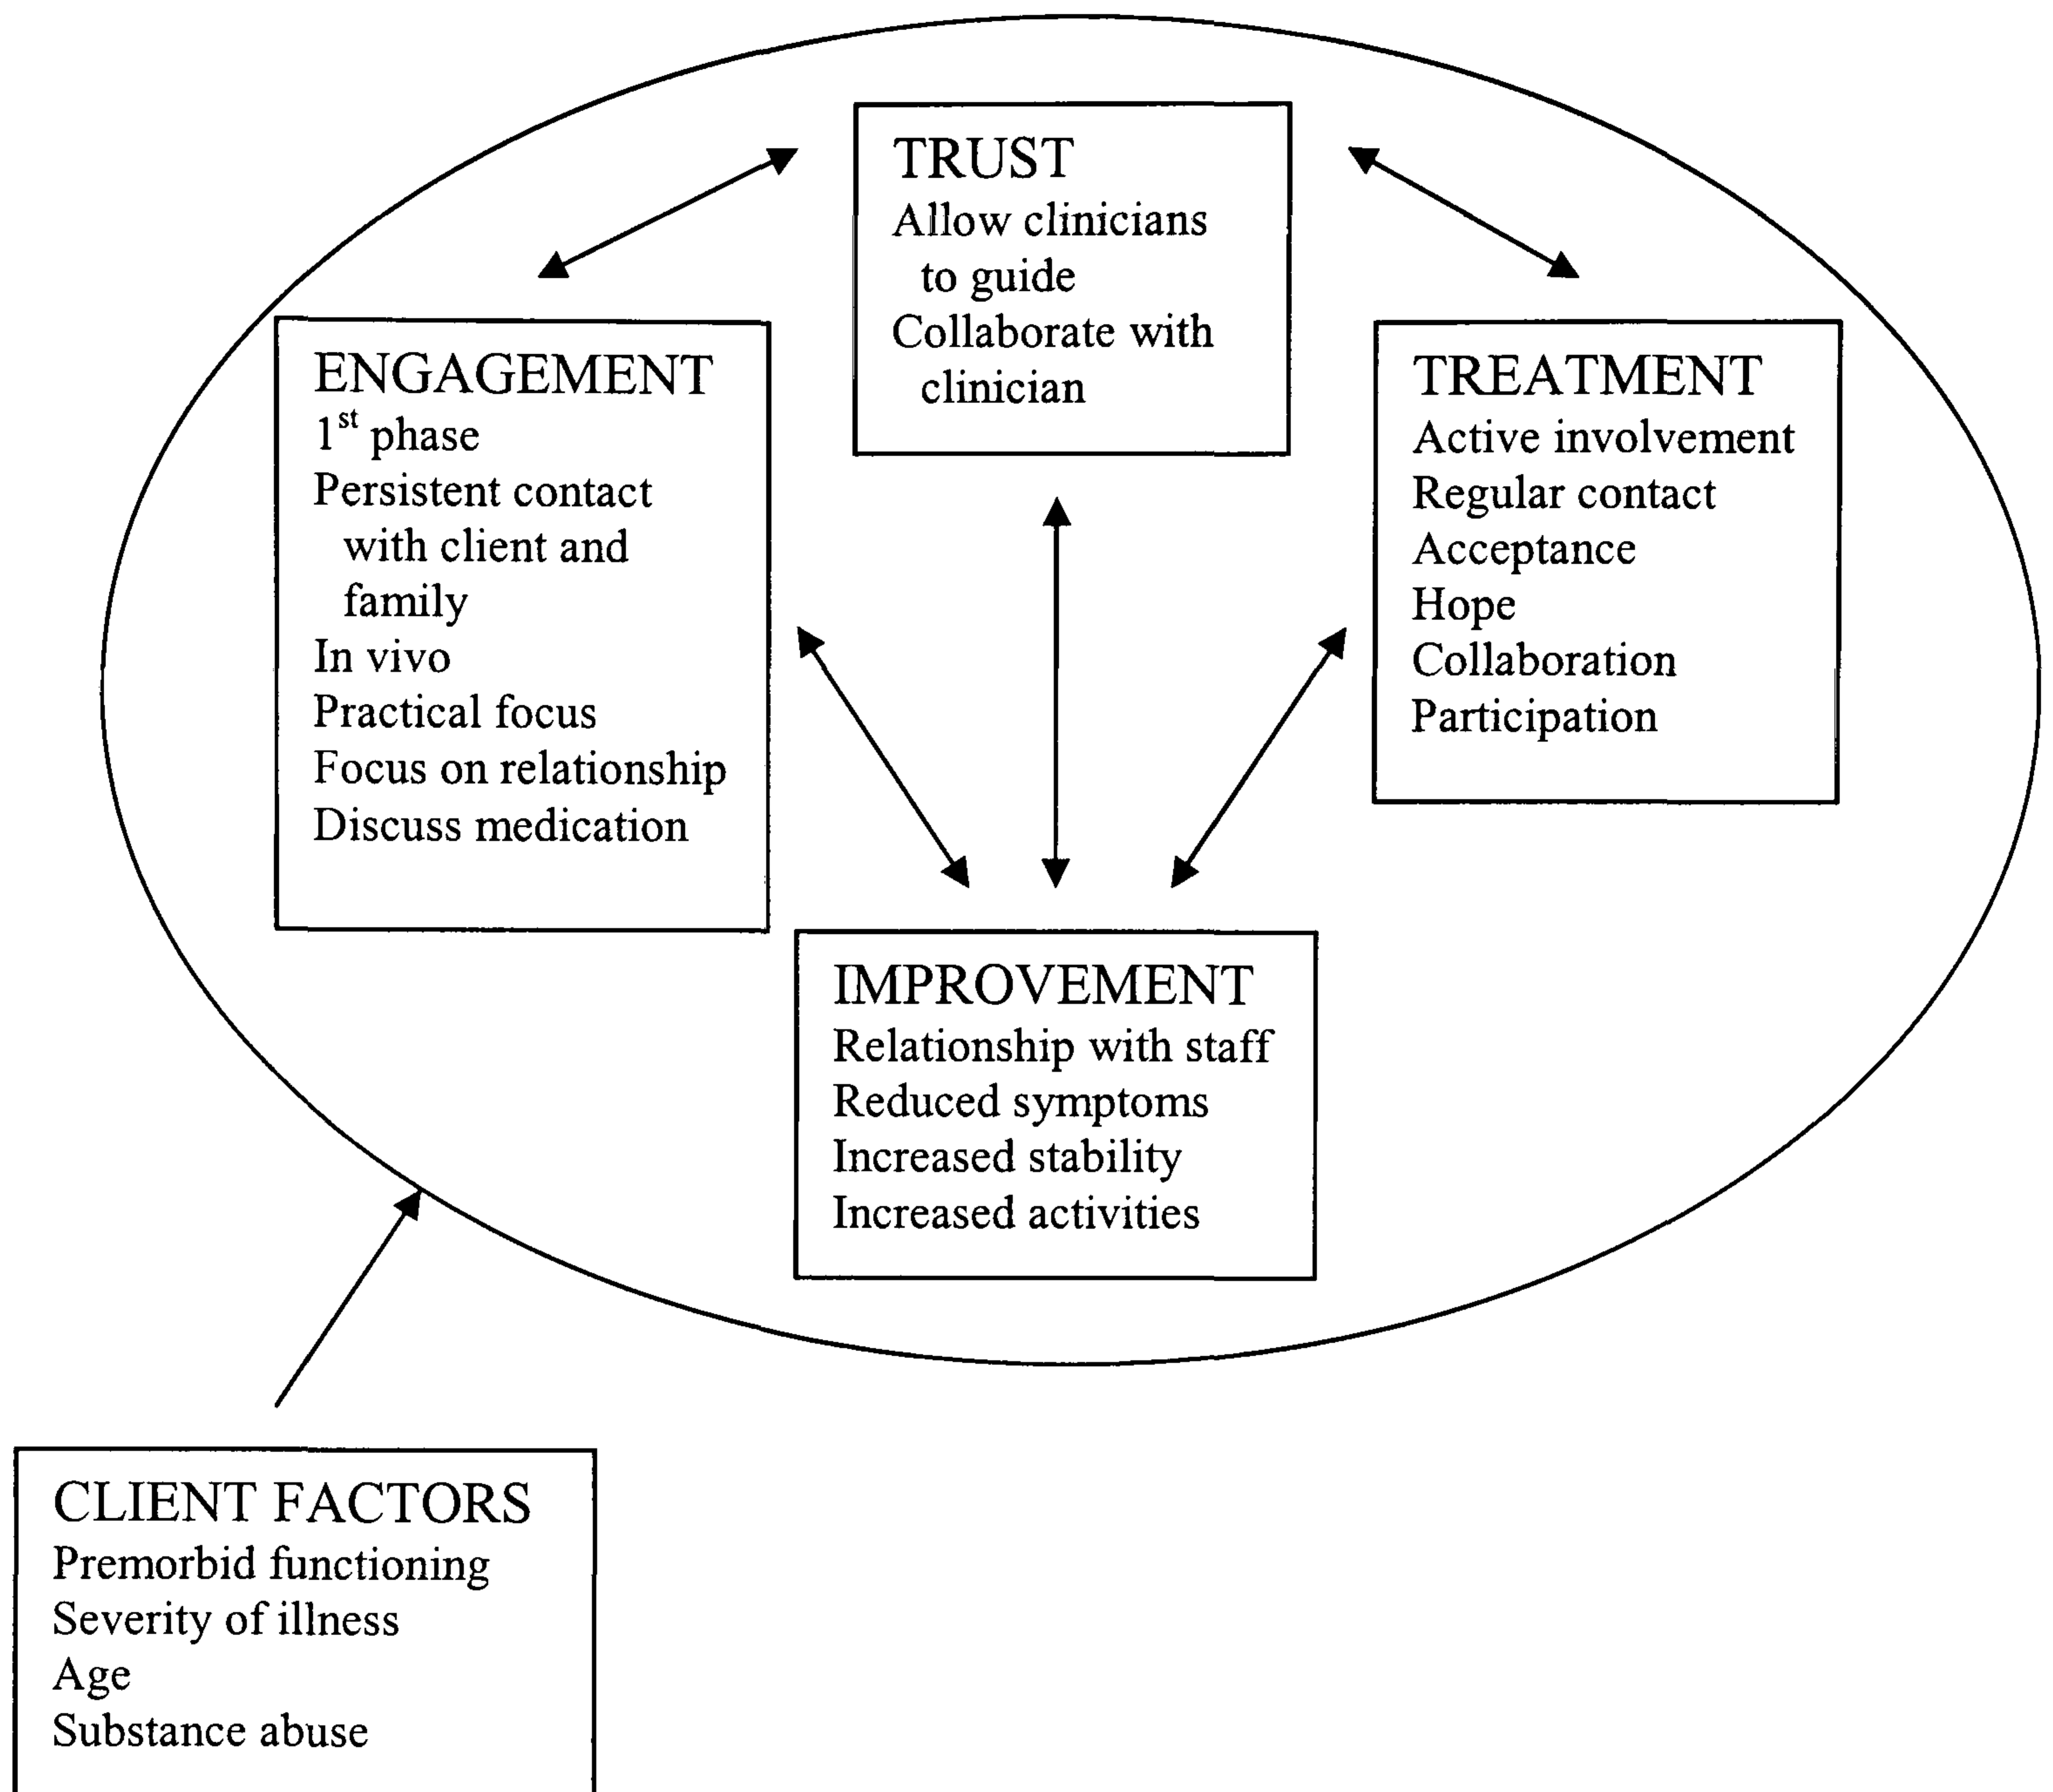 TRUST
Allow clinicians
to guide
Collaborate with
clinician
ENGAGEMENT
1st phase
Persistent contact
with client and
family
In vivo
Practical focus
Focus on relationship
Discuss medication
TREATMENT
Active involvement
Regular contact
Acceptance
Hope
Collaboration
Participation
IMPROVEMENT
Relationship with staff
Reduced symptoms
Increased stability
Increased activities
CLIENT FACTORS
Premorbid functioning
Severity of illness
Age
Substance abuse